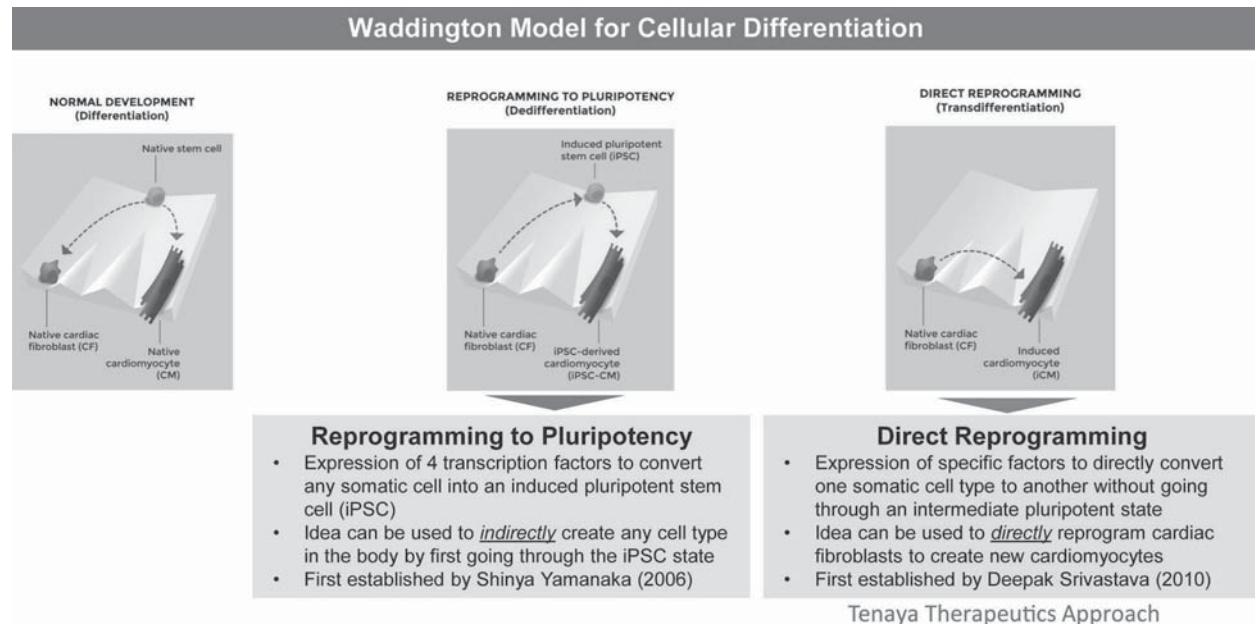 Waddington Model for Cellular Differentiation
NORMAL DEVELOPMENT
(Differentiation)
Native stem cell
Native cardiac
fibroblast (CF)
Native
cardiomyocyte
(CM)
REPROGRAMMING TO PLURIPOTENCY
(Dedifferentiation)
Induced pluripotent
stem cell (iPSC)
Native cardiac
fibroblast (CF)
iPSC-derived
cardiomyocyte
(iPSC-CM)
DIRECT REPROGRAMMING
(Transdifferentiation)
Native cardiac
fibroblast (CF)
Induced
cardiomyocyte
(iCM)
Reprogramming to Pluripotency
• Expression of 4 transcription factors to convert
any somatic cell into an induced pluripotent stem
cell (iPSC)
• Idea can be used to indirectly create any cell type
in the body by first going through the iPSC state
• First established by Shinya Yamanaka (2006)
Direct Reprogramming
• Expression of specific factors to directly convert
one somatic cell type to another without going
through an intermediate pluripotent state
• Idea can be used to directly reprogram cardiac
fibroblasts to create new cardiomyocytes
• First established by Deepak Srivastava (2010)
Tenaya Therapeutics Approach